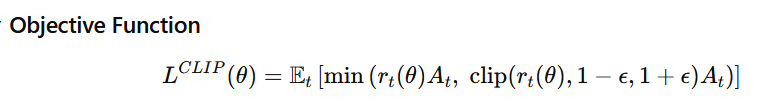 Objective Function
L^{CLIP}(θ) = 𝔼_t [min (r_t(θ)A_t, clip(r_t(θ), 1 − ϵ, 1 + ϵ)A_t)]